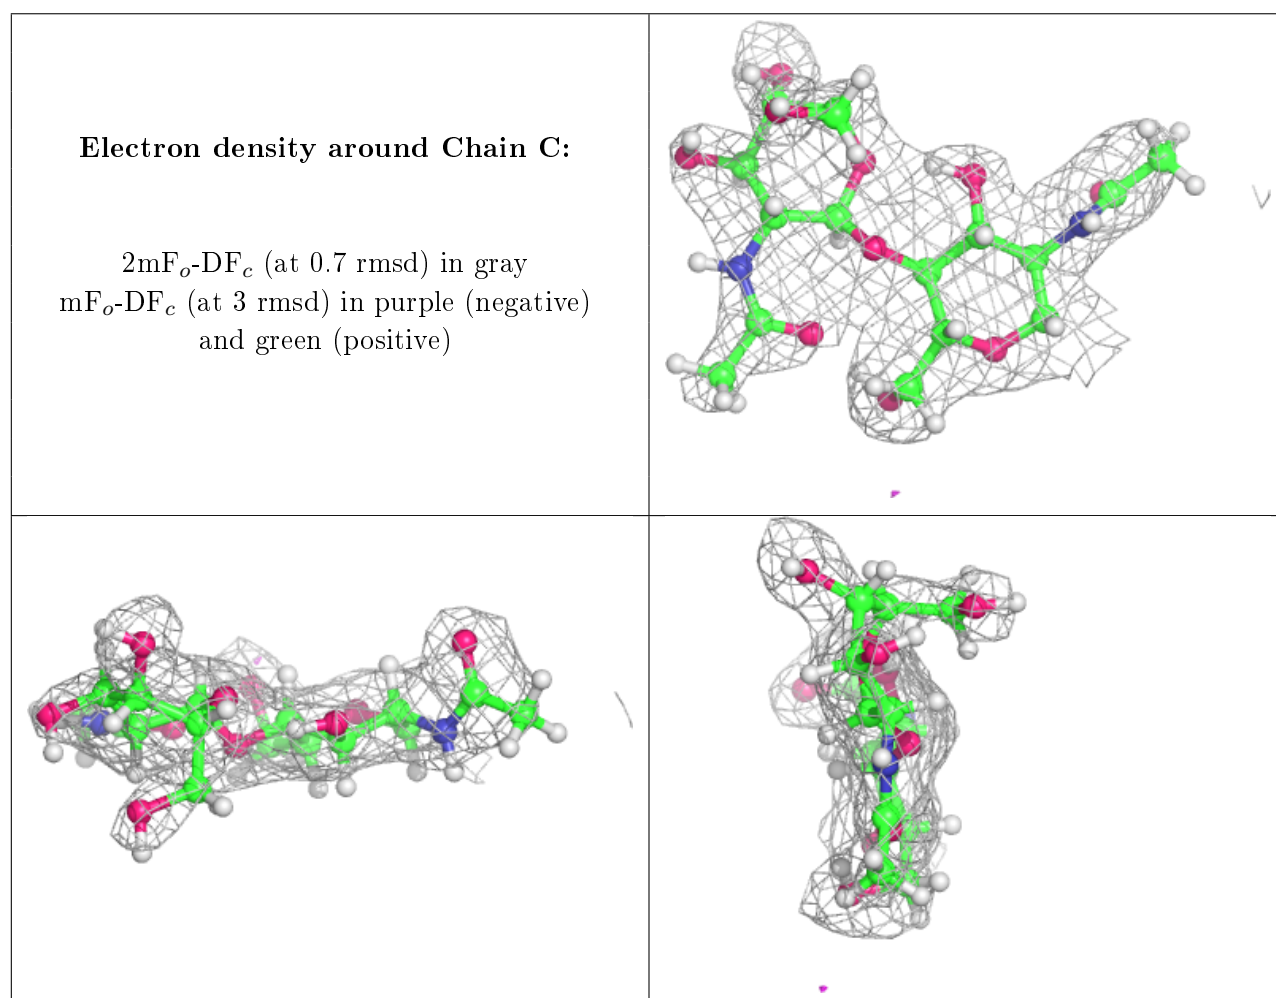 Electron density around Chain C:
2mFo-DFc (at 0.7 rmsd) in gray
mFo-DFc (at 3 rmsd) in purple (negative)
and green (positive)